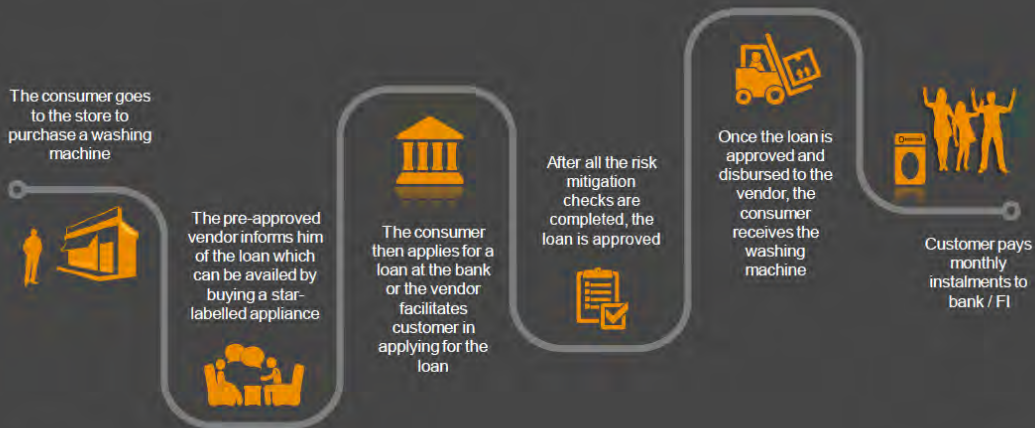 The consumer goes
to the store to
purchase a washing
machine
The pre-approved
vendor informs him
of the loan which
can be availed by
buying a star-
labelled appliance
The consumer
then applies for a
loan at the bank
or the vendor
facilitates
customer in
applying for the
loan
After all the risk
mitigation
checks are
completed, the
loan is approved
Once the loan is
approved and
disbursed to the
vendor, the
consumer
receives the
washing
machine
Customer pays
monthly
instalments to
bank / FI